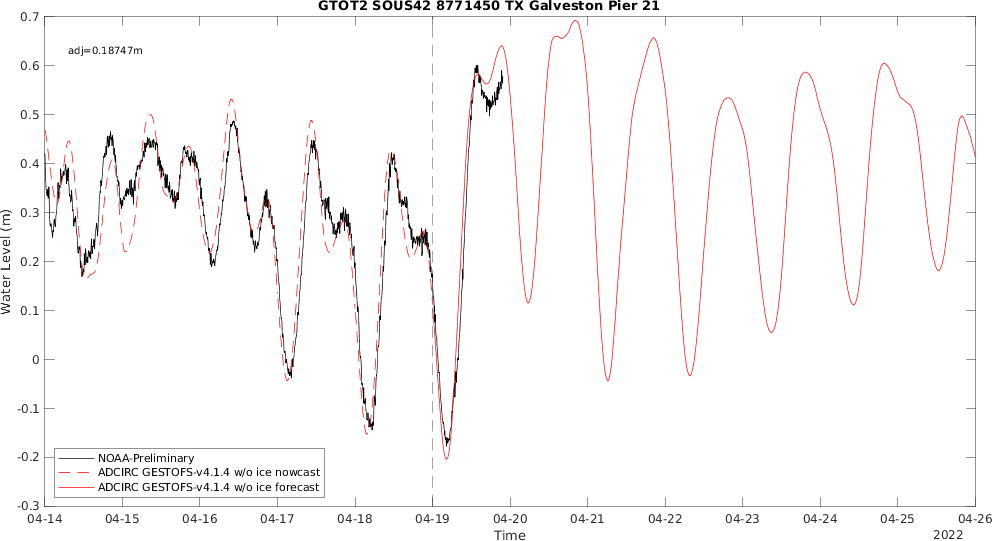 GTOT2 SOUS42 8771450 TX Galveston Pier 21
adj=0.18747m
0.7
0.6
0.5
0.4
0.3
0.2
0.1
0
-0.1
-0.2
-0.3
Water Level (m)
NOAA-Preliminary
ADCIRC GESTOFS-v4.1.4 w/o ice nowcast
ADCIRC GESTOFS-v4.1.4 w/o ice forecast
04-14 04-15 04-16 04-17 04-18 04-19 04-20 04-21 04-22 04-23 04-24 04-25 04-26
Time
2022